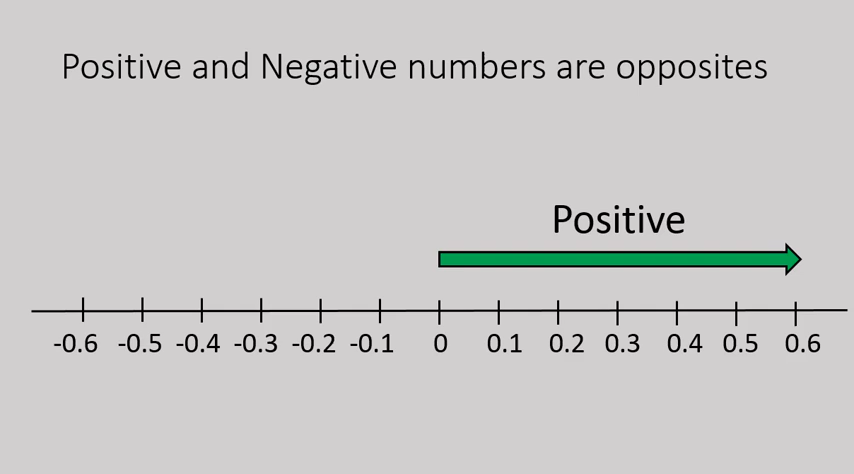 Positive and Negative numbers are opposites
Positive
-0.6 -0.5 -0.4 -0.3 -0.2 -0.1 0 0.1 0.2 0.3 0.4 0.5 0.6